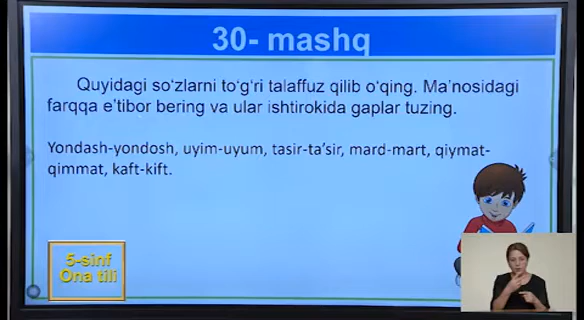 30- mashq
Quyidagi so‘zlarni to‘g‘ri talaffuz qilib o‘qing. Ma’nosidagi
farqqa e’tibor bering va ular ishtirokida gaplar tuzing.
Yondash-yondosh, uyim-uyum, tasir-ta’sir, mard-mart, qiymat-
qimmat, kaft-kift.
5-sinf
Ona tili